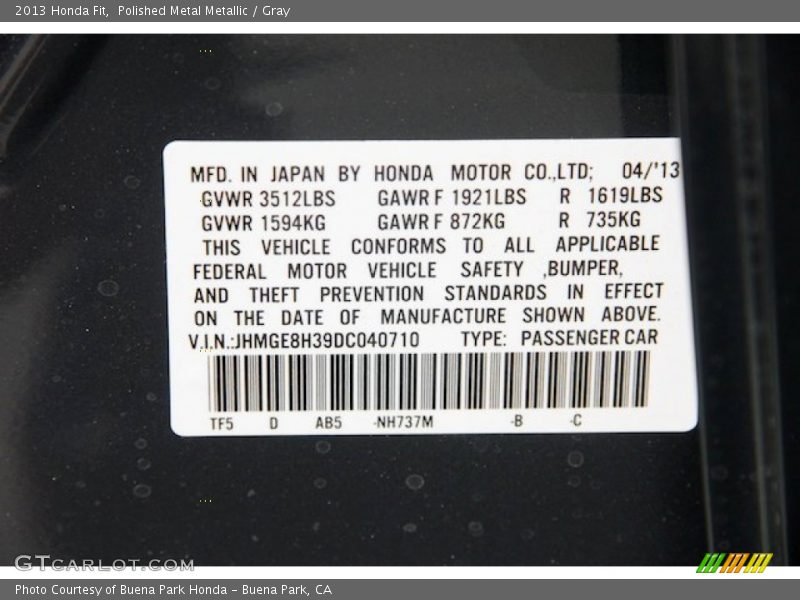 2013 Honda Fit, Polished Metal Metallic / Gray
MFD. IN JAPAN BY HONDA MOTOR CO.,LTD; 04/'13
GVWR 3512LBS GAWR F 1921LBS R 1619LBS
GVWR 1594KG GAWR F 872KG R 735KG
THIS VEHICLE CONFORMS TO ALL APPLICABLE
FEDERAL MOTOR VEHICLE SAFETY ,BUMPER,
AND THEFT PREVENTION STANDARDS IN EFFECT
ON THE DATE OF MANUFACTURE SHOWN ABOVE.
V.I.N.:JHMGE8H39DC040710 TYPE: PASSENGER CAR
TF5 D AB5 -NH737M -B -C
GTCARLOT.COM
Photo Courtesy of Buena Park Honda – Buena Park, CA